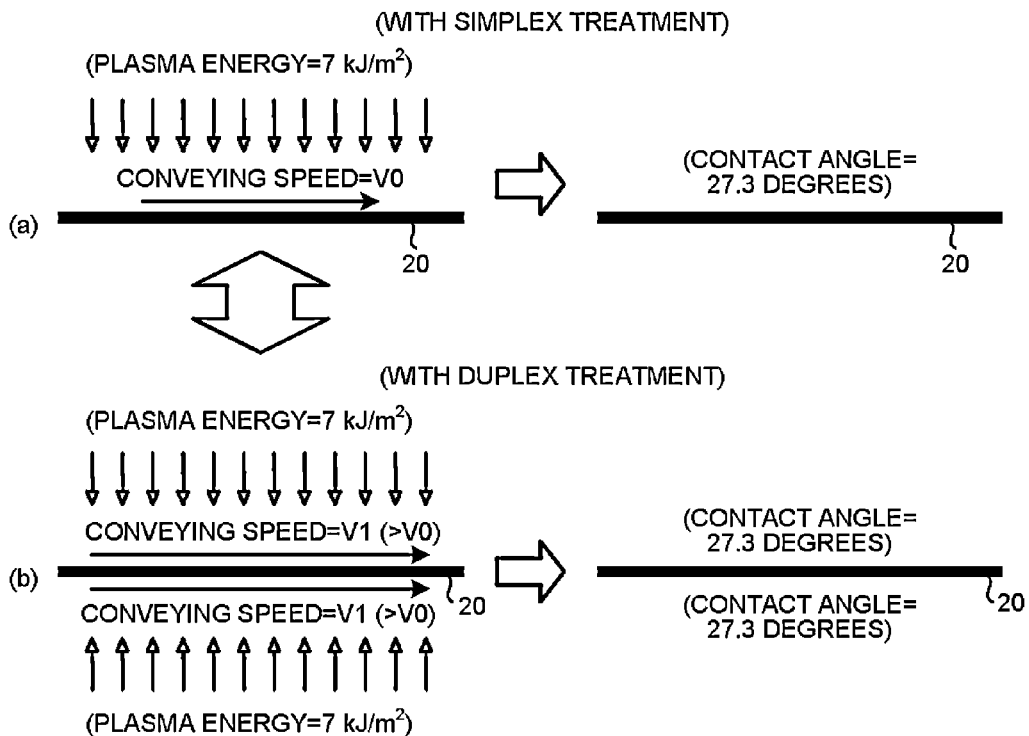 (WITH SIMPLEX TREATMENT)
(PLASMA ENERGY=7 kJ/m²)
CONVEYING SPEED=V0
(CONTACT ANGLE=
27.3 DEGREES)
(a)
20
20
(WITH DUPLEX TREATMENT)
(PLASMA ENERGY=7 kJ/m²)
CONVEYING SPEED=V1 (>V0)
(CONTACT ANGLE=
27.3 DEGREES)
(b)
CONVEYING SPEED=V1 (>V0)
20
(CONTACT ANGLE=
27.3 DEGREES)
20
(PLASMA ENERGY=7 kJ/m²)